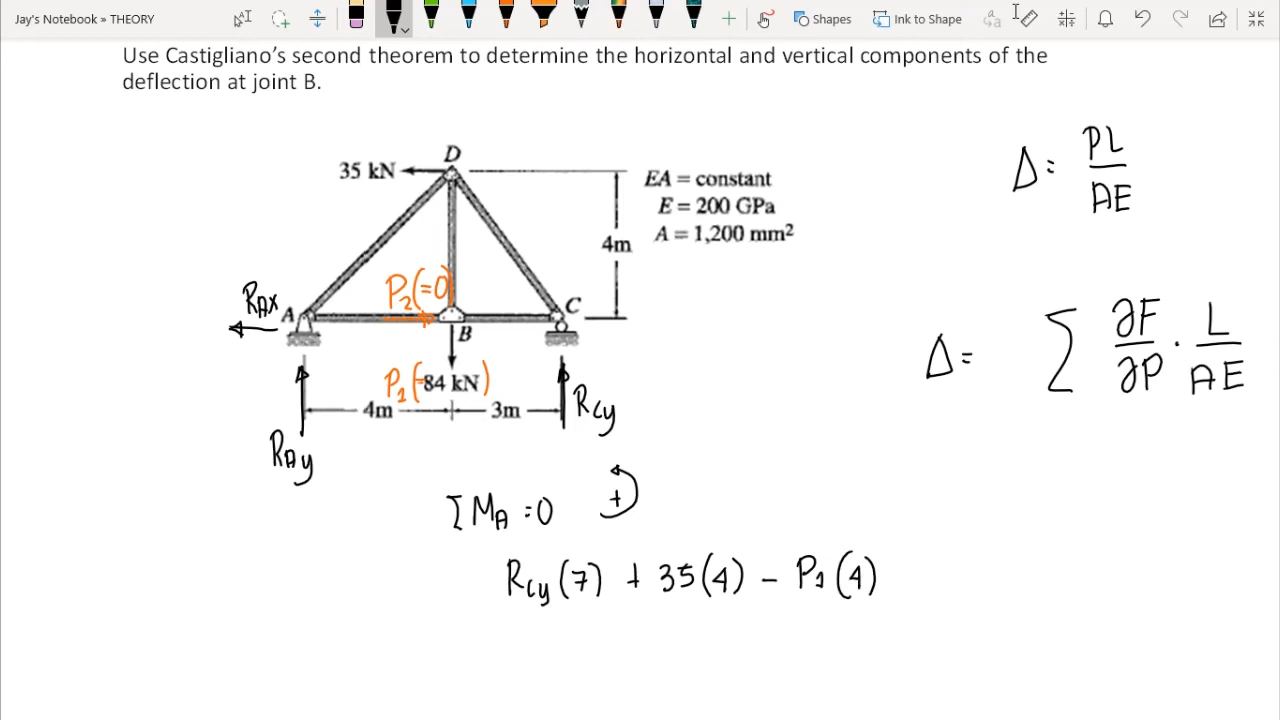 Jay's Notebook » THEORY
Shapes
Ink to Shape
Use Castigliano's second theorem to determine the horizontal and vertical components of the
deflection at joint B.
D
35 kN
EA = constant
E = 200 GPa
A = 1,200 mm²
4m
P₂(=0)
RAx
A
C
B
P₁(=84 kN)
4m
3m
RCy
RAy
Δ= PL/AE
Δ= Σ ∂F/∂P · L/AE
ΣMA =0 +
RCy(7) + 35(4) - P₁(4)